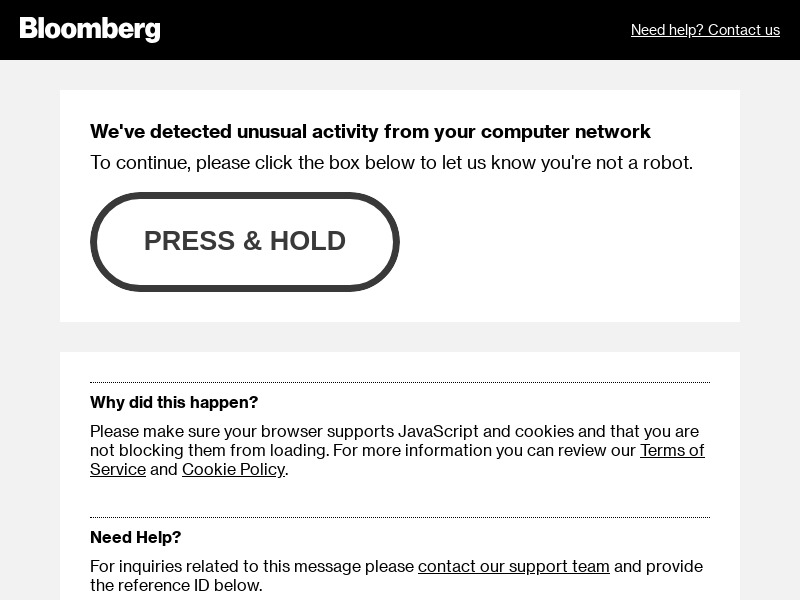 Bloomberg
Need help? Contact us
We've detected unusual activity from your computer network
To continue, please click the box below to let us know you're not a robot.
PRESS & HOLD
Why did this happen?
Please make sure your browser supports JavaScript and cookies and that you are
not blocking them from loading. For more information you can review our Terms of
Service and Cookie Policy.
Need Help?
For inquiries related to this message please contact our support team and provide
the reference ID below.